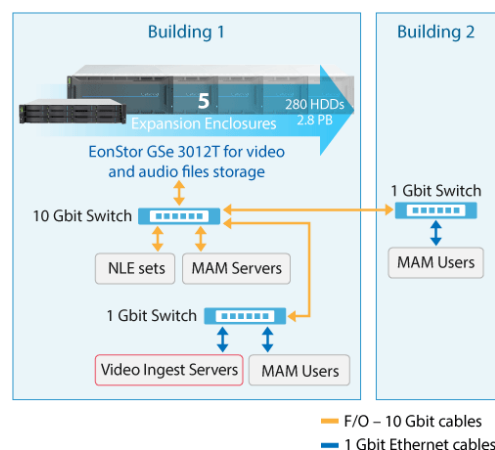 Building 1
Building 2
5
280 HDDs
Expansion Enclosures
2.8 PB
EonStor GSe 3012T for video
and audio files storage
1 Gbit Switch
10 Gbit Switch
NLE sets
MAM Servers
MAM Users
1 Gbit Switch
Video Ingest Servers
MAM Users
F/O – 10 Gbit cables
1 Gbit Ethernet cables